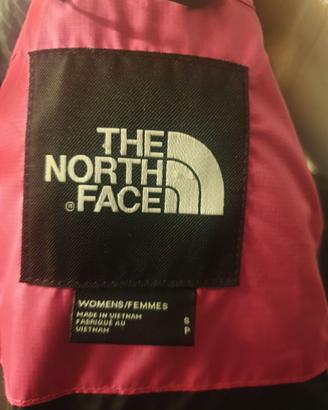 THE
NORTH
®FACE
WOMENS/FEMMES
MADE IN VIETNAM
FABRIQUÉ AU
VIETNAM
S
P